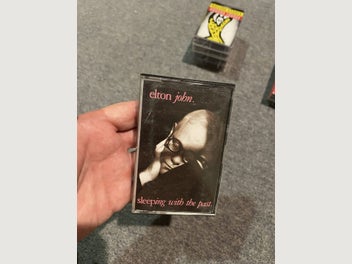 elton john.
sleeping with the past.